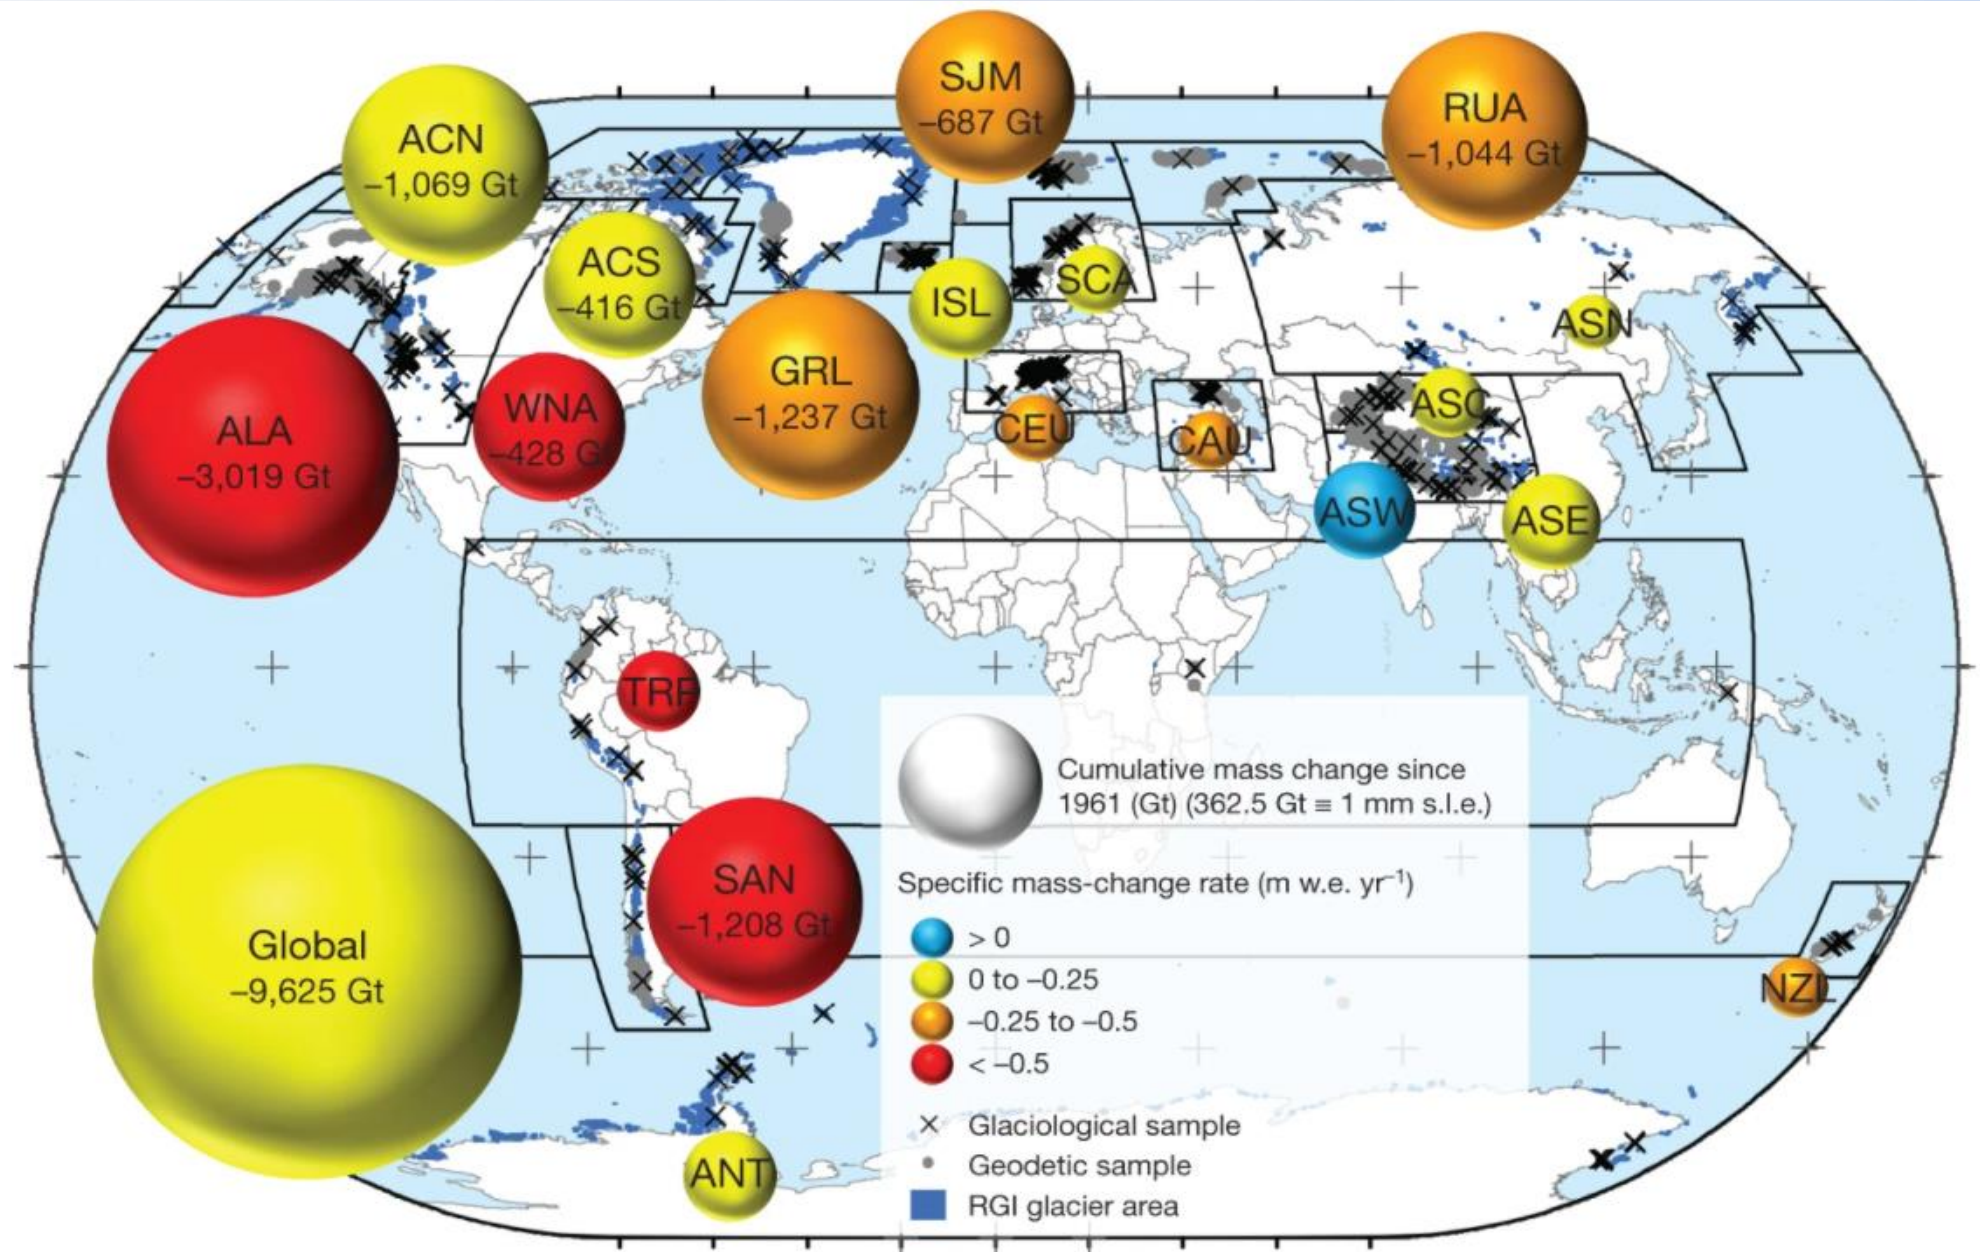 SJM
–687 Gt
RUA
–1,044 Gt
ACN
–1,069 Gt
ACS
–416 Gt
ISL
SCA
ASN
ALA
–3,019 Gt
WNA
–428 G
GRL
–1,237 Gt
CEU
CAU
ASC
ASW
ASE
TRP
SAN
–1,208 Gt
Global
–9,625 Gt
NZL
ANT
Cumulative mass change since
1961 (Gt) (362.5 Gt ≡ 1 mm s.l.e.)
Specific mass-change rate (m w.e. yr⁻¹)
> 0
0 to –0.25
–0.25 to –0.5
< –0.5
Glaciological sample
Geodetic sample
RGI glacier area